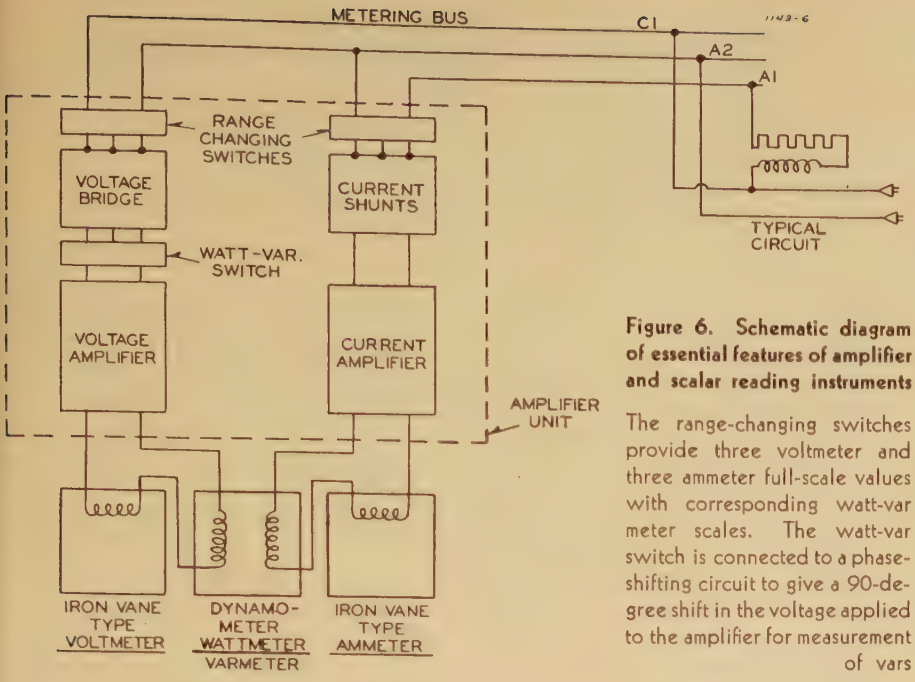 METERING BUS
C1
1143-6
A2
A1
RANGE
CHANGING
SWITCHES
VOLTAGE
BRIDGE
CURRENT
SHUNTS
WATT-VAR.
SWITCH
TYPICAL
CIRCUIT
VOLTAGE
AMPLIFIER
CURRENT
AMPLIFIER
AMPLIFIER
UNIT
IRON VANE
TYPE
VOLTMETER
DYNAMO-
METER
WATTMETER
VARMETER
IRON VANE
TYPE
AMMETER
Figure 6. Schematic diagram
of essential features of amplifier
and scalar reading instruments
The range-changing switches
provide three voltmeter and
three ammeter full-scale values
with corresponding watt-var
meter scales. The watt-var
switch is connected to a phase-
shifting circuit to give a 90-de-
gree shift in the voltage applied
to the amplifier for measurement
of vars